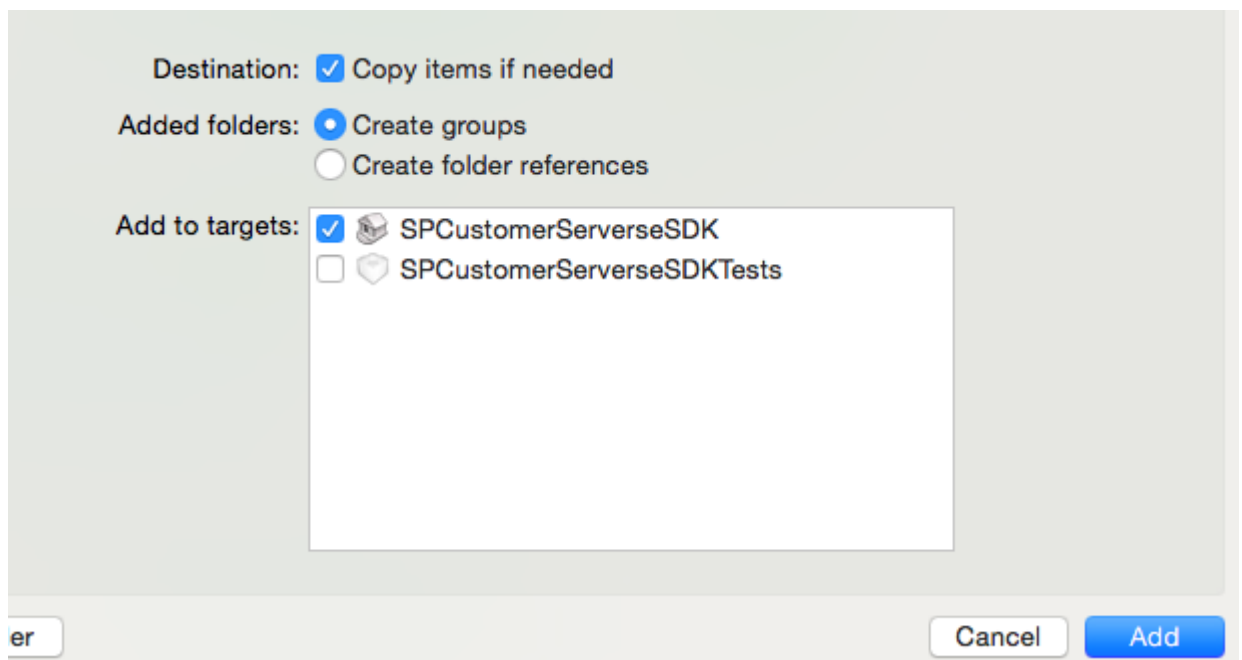 Destination: Copy items if needed
Added folders: Create groups
Create folder references
Add to targets: SPCustomerServerseSDK
SPCustomerServerseSDKTests
er Cancel Add